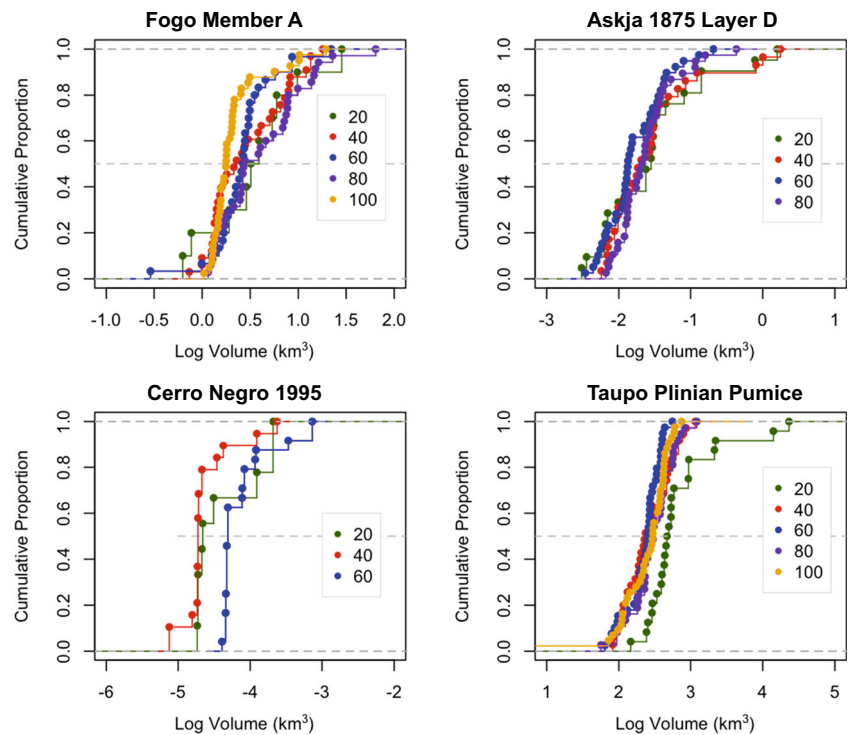 Fogo Member A
Cumulative Proportion
0.0 0.2 0.4 0.6 0.8 1.0
20
40
60
80
100
-1.0 -0.5 0.0 0.5 1.0 1.5 2.0
Log Volume (km³)
Askja 1875 Layer D
Cumulative Proportion
0.0 0.2 0.4 0.6 0.8 1.0
20
40
60
80
-3 -2 -1 0 1
Log Volume (km³)
Cerro Negro 1995
Cumulative Proportion
0.0 0.2 0.4 0.6 0.8 1.0
20
40
60
-6 -5 -4 -3 -2
Log Volume (km³)
Taupo Plinian Pumice
Cumulative Proportion
0.0 0.2 0.4 0.6 0.8 1.0
20
40
60
80
100
1 2 3 4 5
Log Volume (km³)